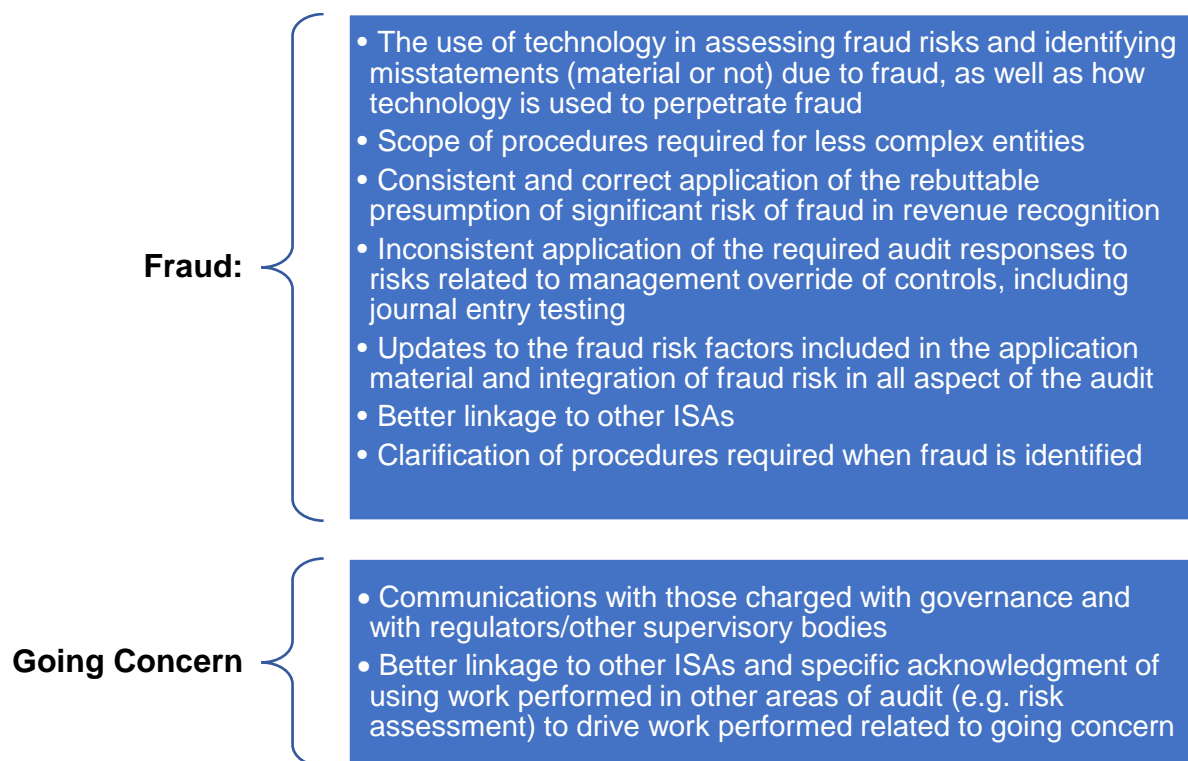 Fraud:
• The use of technology in assessing fraud risks and identifying
misstatements (material or not) due to fraud, as well as how
technology is used to perpetrate fraud
• Scope of procedures required for less complex entities
• Consistent and correct application of the rebuttable
presumption of significant risk of fraud in revenue recognition
• Inconsistent application of the required audit responses to
risks related to management override of controls, including
journal entry testing
• Updates to the fraud risk factors included in the application
material and integration of fraud risk in all aspect of the audit
• Better linkage to other ISAs
• Clarification of procedures required when fraud is identified
Going Concern
• Communications with those charged with governance and
with regulators/other supervisory bodies
• Better linkage to other ISAs and specific acknowledgment of
using work performed in other areas of audit (e.g. risk
assessment) to drive work performed related to going concern